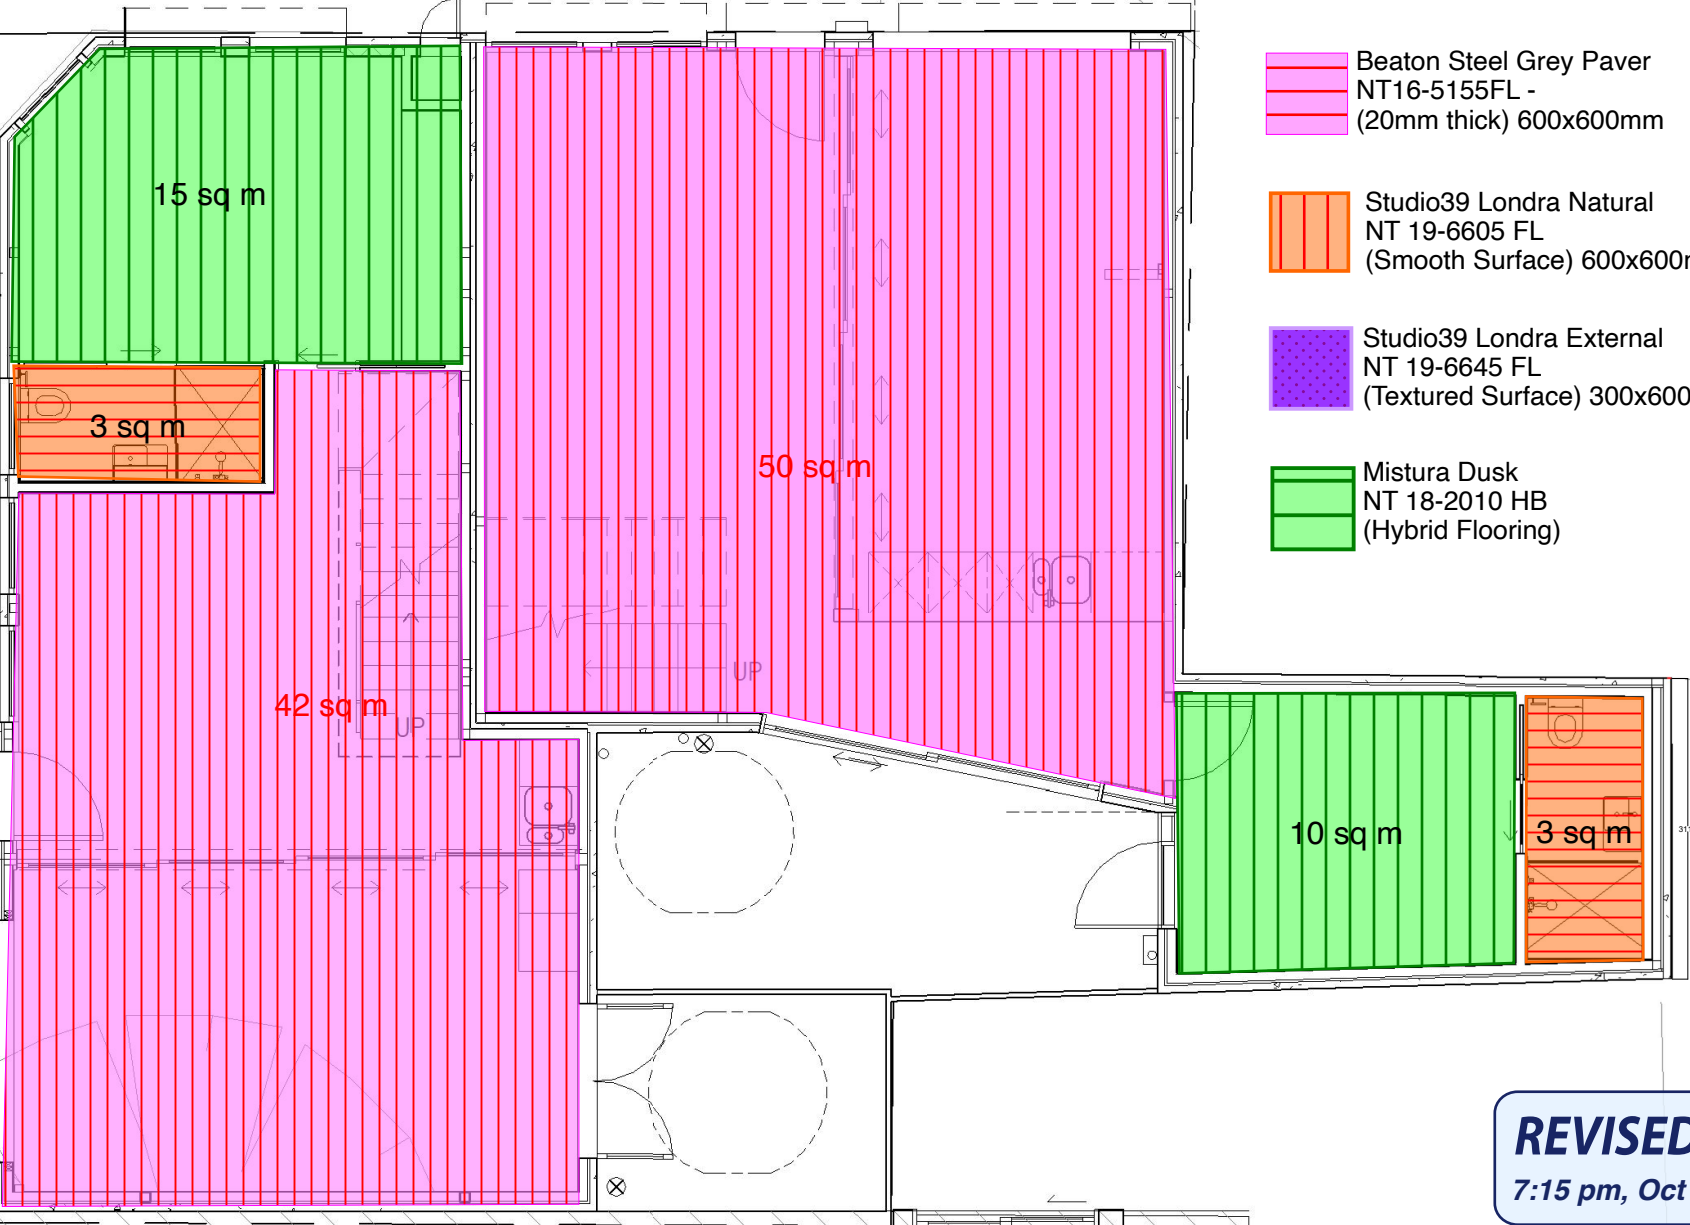 Beaton Steel Grey Paver
NT16-5155FL -
(20mm thick) 600x600mm
15 sq m
Studio39 Londra Natural
NT 19-6605 FL
(Smooth Surface) 600x600
Studio39 Londra External
NT 19-6645 FL
(Textured Surface) 300x600
3 sq m
50 sq m
Mistura Dusk
NT 18-2010 HB
(Hybrid Flooring)
UP
42 sq m
UP
10 sq m
3 sq m
REVISED
7:15 pm, Oct